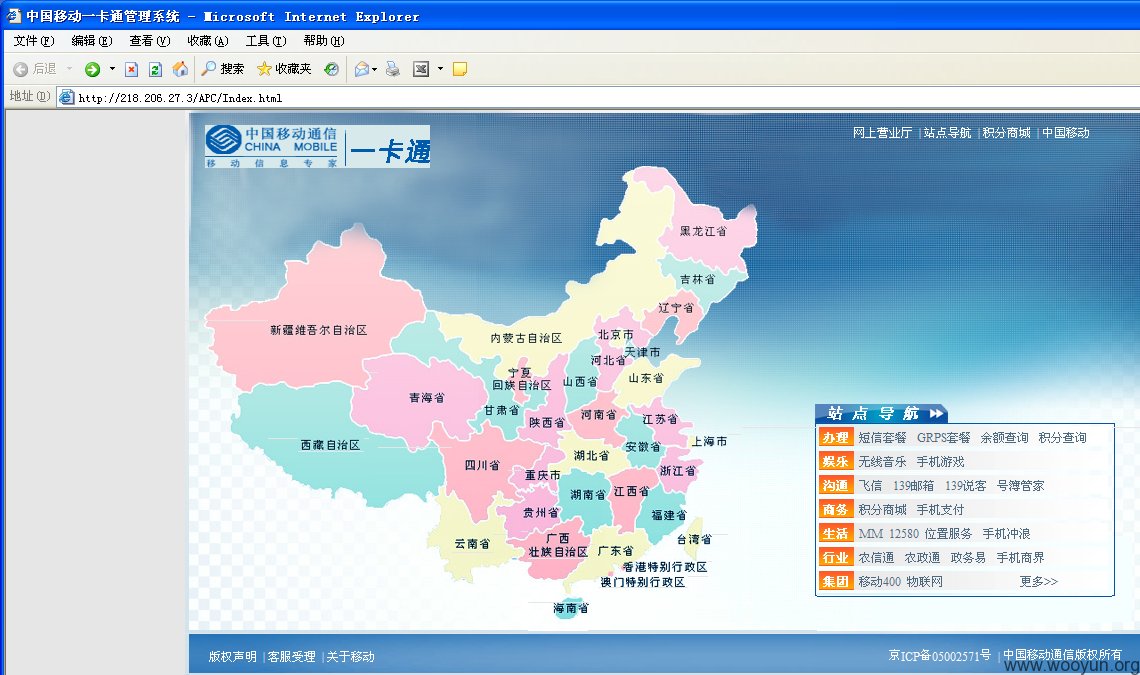 中国移动一卡通管理系统 - Microsoft Internet Explorer
文件(F) 编辑(E) 查看(V) 收藏(A) 工具(T) 帮助(H)
后退 搜索 收藏夹
地址(D) http://218.206.27.3/APC/Index.html
中国移动通信 CHINA MOBILE 移动信息专家 一卡通
网上营业厅 | 站点导航 | 积分商城 | 中国移动
黑龙江省
吉林省
辽宁省
新疆维吾尔自治区
内蒙古自治区
北京市
天津市
河北省
宁夏
回族自治区
山西省
山东省
青海省
甘肃省
陕西省
河南省
江苏省
西藏自治区
安徽省
上海市
湖北省
四川省
重庆市
浙江省
湖南省
江西省
贵州省
福建省
云南省
广西
壮族自治区
广东省
台湾省
香港特别行政区
澳门特别行政区
海南省
站点导航
办理 短信套餐 GRPS套餐 余额查询 积分查询
娱乐 无线音乐 手机游戏
沟通 飞信 139邮箱 139说客 号簿管家
商务 积分商城 手机支付
生活 MM 12580 位置服务 手机冲浪
行业 农信通 农政通 政务易 手机商界
集团 移动400 物联网 更多>>
版权声明 | 客服受理 | 关于移动
京ICP备05002571号 | 中国移动通信版权所有
www.wooyun.org